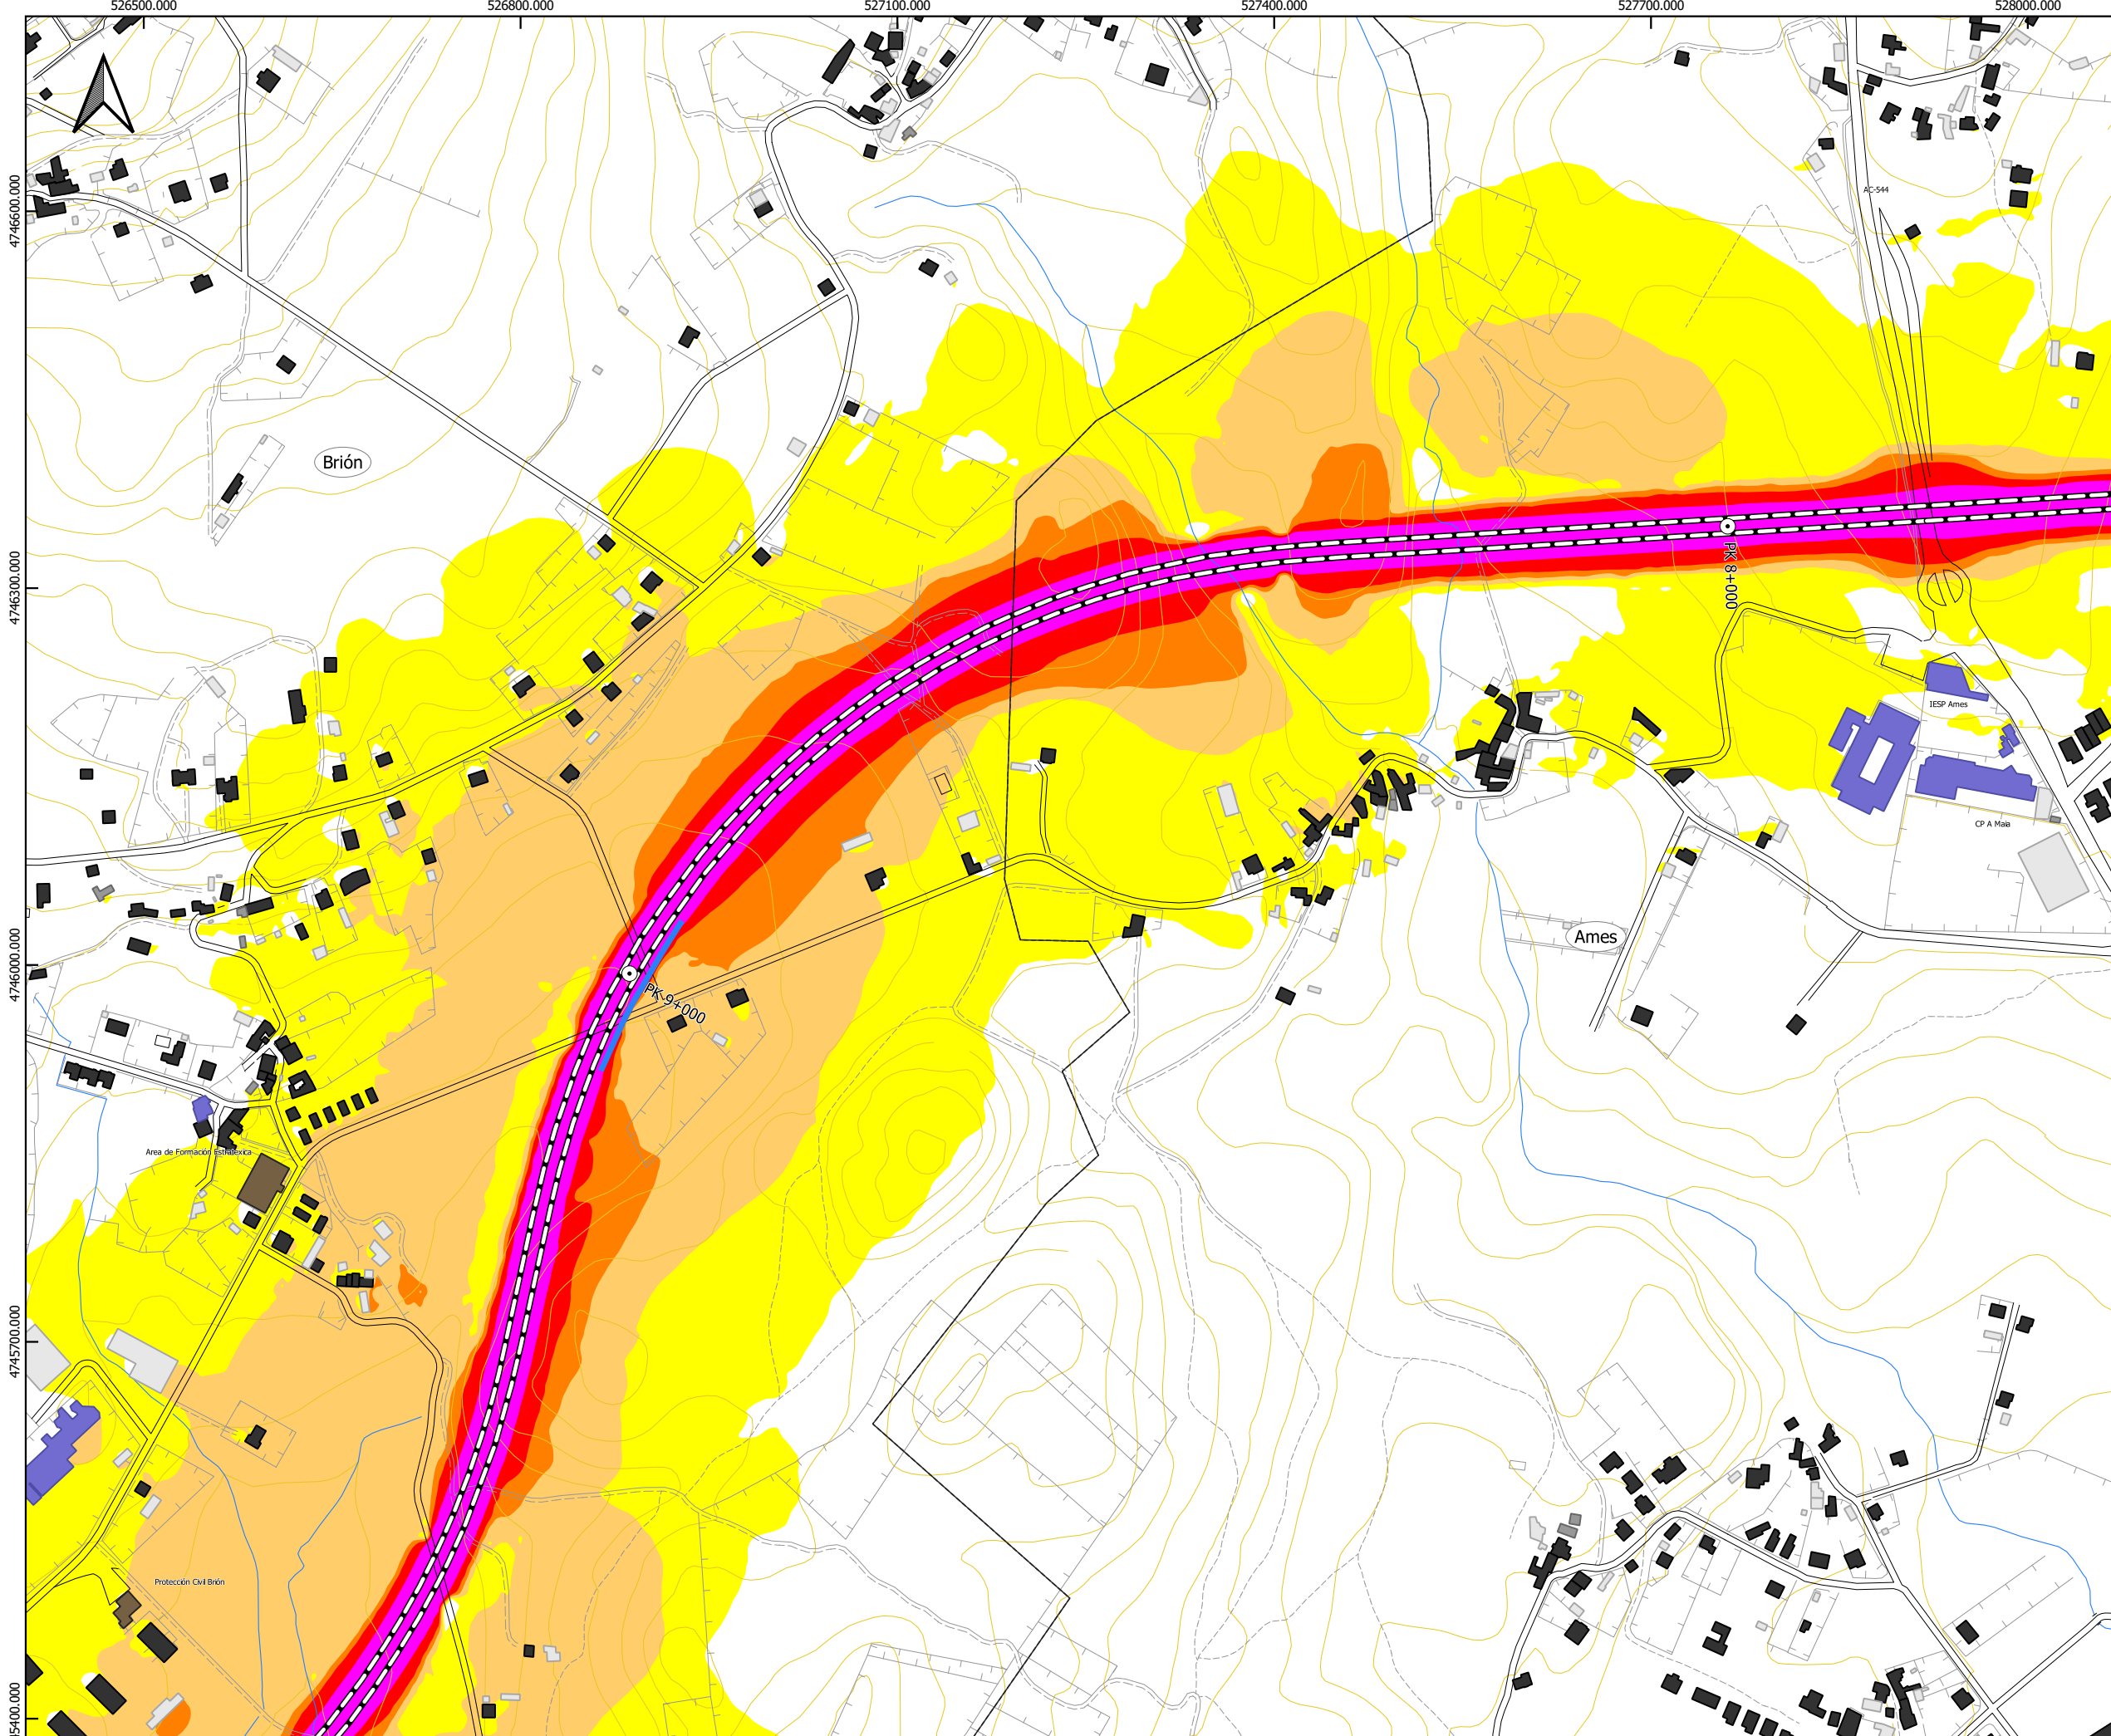 526500.000
526800.000
527100.000
527400.000
527700.000
528000.000
4746600.000
AC-544
Brión
PK 8+000
IESP Ames
CP A Maia
Ames
PK 9+000
4746000.000
Area de Formación Estratéxica
4745700.000
Protección Civil Brión